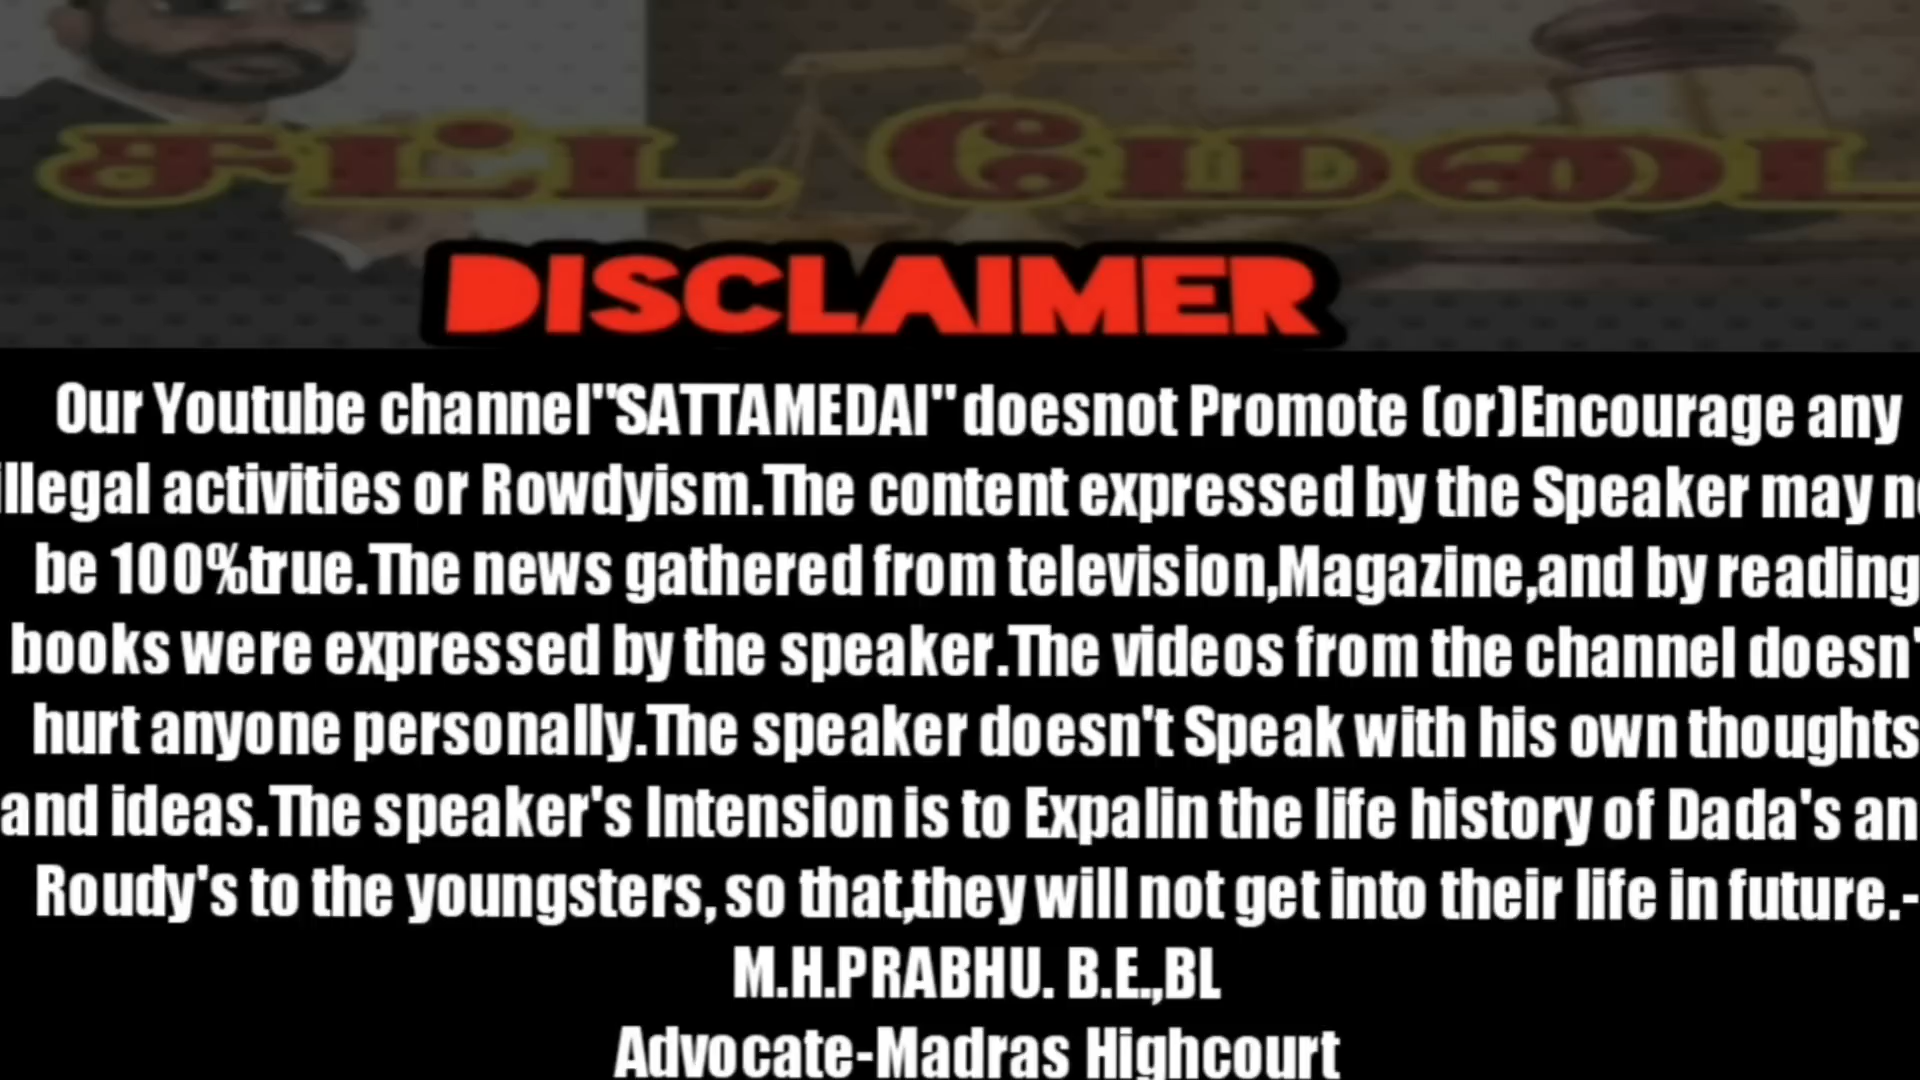 சட்ட மேடை
DISCLAIMER
Our Youtube channel"SATTAMEDAI"doesnot Promote (or)Encourage any
illegal activities or Rowdyism.The content expressed by the Speaker may
be 100%true.The news gathered from television,Magazine,and by reading
books were expressed by the speaker.The videos from the channel doesn'
hurt anyone personally.The speaker doesn't Speak with his own thoughts
and ideas.The speaker's Intension is to Expalin the life history of Dada's an
Roudy's to the youngsters, so that,they will not get into their life in future.-
M.H.PRABHU. B.E.,BL
Advocate-Madras Highcourt